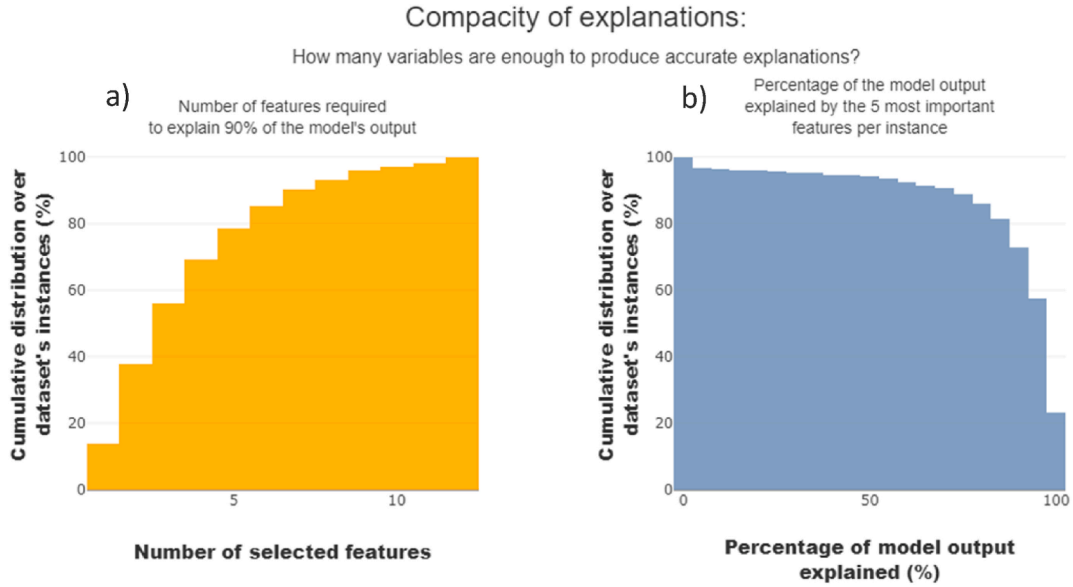 Compacity of explanations:
How many variables are enough to produce accurate explanations?
a)
Number of features required
to explain 90% of the model's output
Cumulative distribution over
dataset's instances (%)
100
80
60
40
20
0
5
10
Number of selected features
b)
Percentage of the model output
explained by the 5 most important
features per instance
Cumulative distribution over
dataset's instances (%)
100
80
60
40
20
0
0
50
100
Percentage of model output
explained (%)